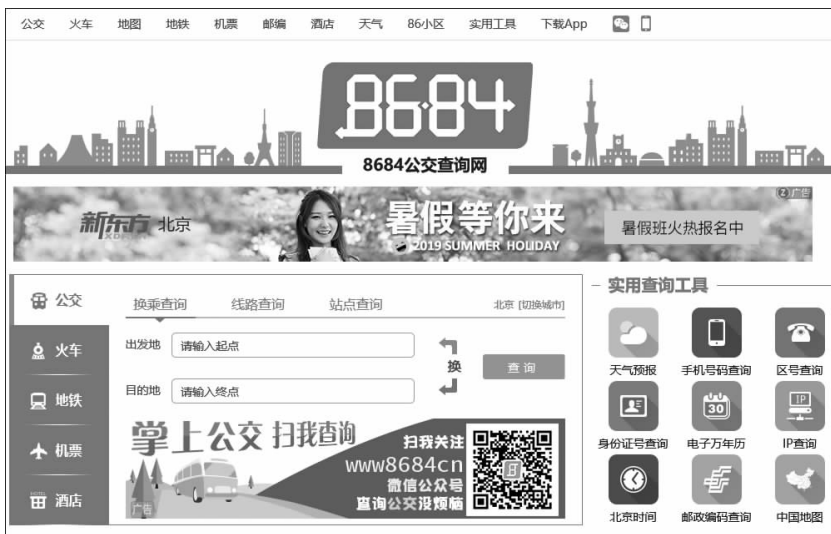 公交 火车 地图 地铁 机票 邮编 酒店 天气 86小区 实用工具 下载App
8684
8684公交查询网
广告
新东方 北京
XDF.CN
暑假等你来
2019 SUMMER HOLIDAY
暑假班火热报名中
公交
火车
地铁
机票
HOTEL
酒店
换乘查询 线路查询 站点查询 北京 [切换城市]
出发地 请输入起点
换
查 询
目的地 请输入终点
掌上公交 扫我查询
扫我关注
www8684cn
微信公众号
查询公交没烦恼
广告
实用查询工具
天气预报 手机号码查询 区号查询
30
IP
身份证号查询 电子万年历 IP查询
北京时间 邮政编码查询 中国地图